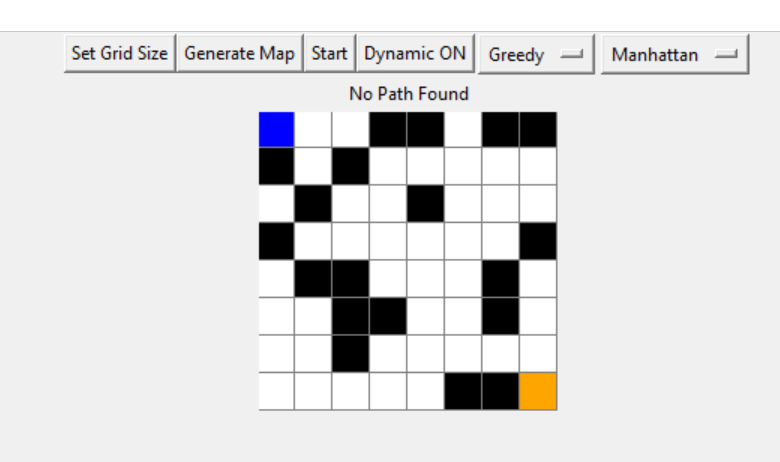 Set Grid Size Generate Map Start Dynamic ON Greedy Manhattan
No Path Found